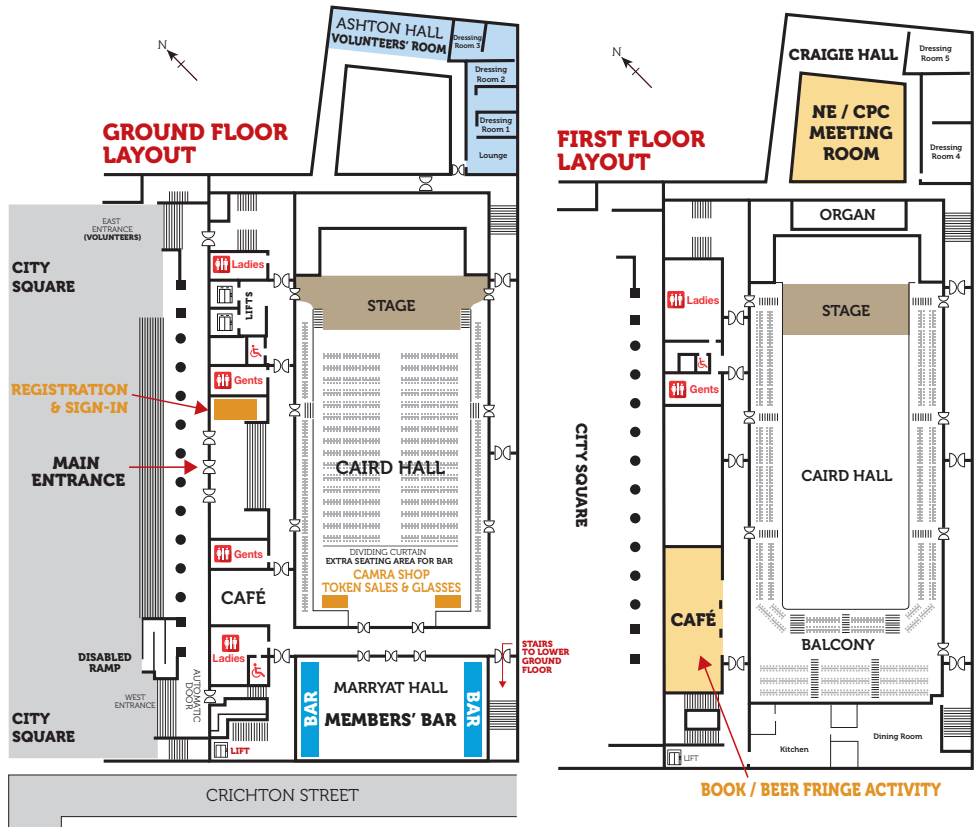 GROUND FLOOR
LAYOUT
N
ASHTON HALL
VOLUNTEERS' ROOM
Dressing
Room 3
Dressing
Room 2
Dressing
Room 1
Lounge
EAST
ENTRANCE
(VOLUNTEERS)
CITY
SQUARE
Ladies
LIFTS
STAGE
Gents
REGISTRATION
& SIGN-IN
MAIN
ENTRANCE
CAIRD HALL
Gents
DIVIDING CURTAIN
EXTRA SEATING AREA FOR BAR
CAMRA SHOP
TOKEN SALES & GLASSES
CAFÉ
Ladies
DISABLED
RAMP
STAIRS
TO LOWER
GROUND
FLOOR
AUTOMATIC
DOOR
WEST
ENTRANCE
MARRYAT HALL
MEMBERS' BAR
BAR
BAR
CITY
SQUARE
LIFT
CRICHTON STREET
FIRST FLOOR
LAYOUT
N
CRAIGIE HALL
Dressing
Room 5
NE / CPC
MEETING
ROOM
Dressing
Room 4
ORGAN
Ladies
STAGE
Gents
CITY SQUARE
CAIRD HALL
CAFÉ
BALCONY
Kitchen
Dining Room
LIFT
BOOK / BEER FRINGE ACTIVITY